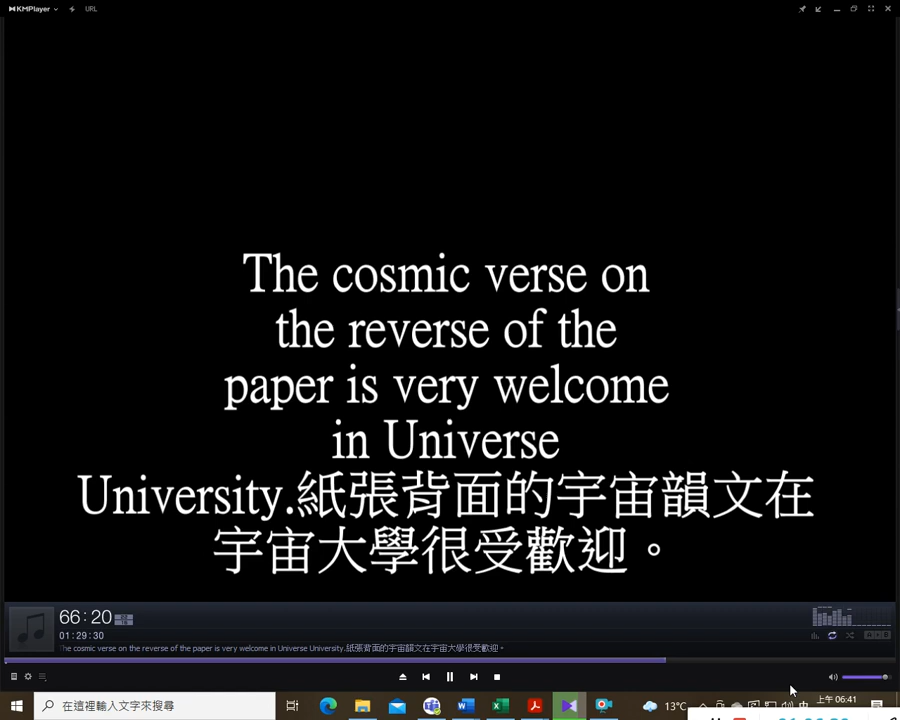 KMPlayer
URL
The cosmic verse on
the reverse of the
paper is very welcome
in Universe
University.紙張背面的宇宙韻文在
宇宙大學很受歡迎。
66:20
01:29:30
The cosmic verse on the reverse of the paper is very welcome in Universe University.紙張背面的宇宙韻文在宇宙大學很受歡迎。
在這裡輸入文字來搜尋
13°C
中
上午 06:41